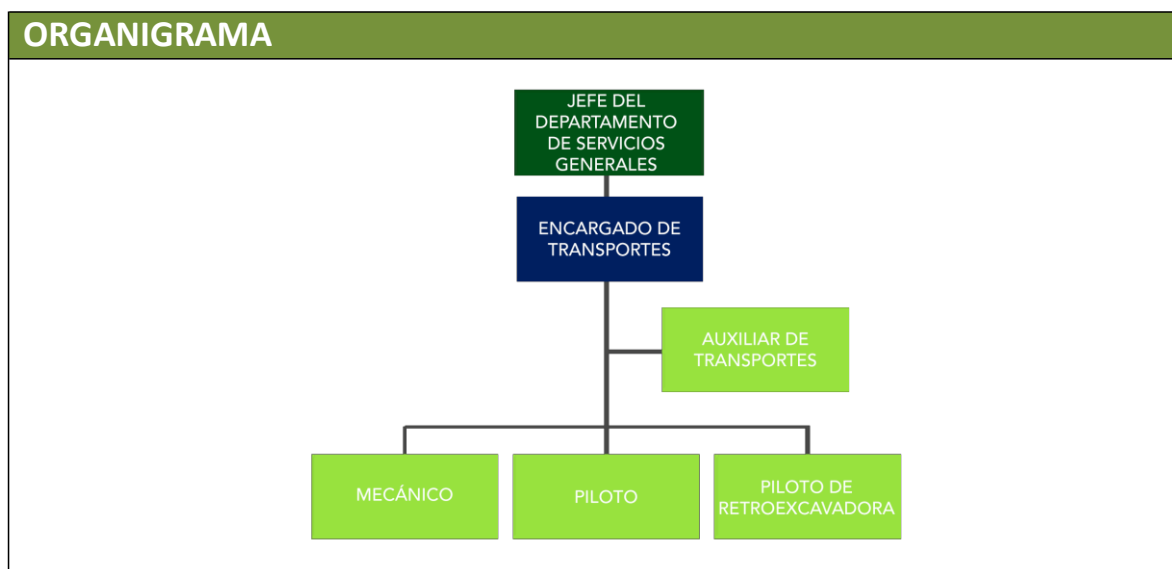 ORGANIGRAMA
JEFE DEL
DEPARTAMENTO
DE SERVICIOS
GENERALES
ENCARGADO DE
TRANSPORTES
AUXILIAR DE
TRANSPORTES
MECÁNICO
PILOTO
PILOTO DE
RETROEXCAVADORA